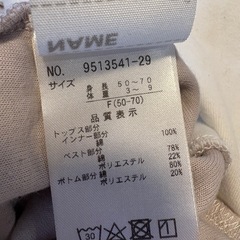 NAME
NO. 9513541-29
サイズ 身長 50~70
体重 3~9
F(50-70)
品質表示
トップス部分
インナー部分
綿 100%
ベスト部分
綿 78%
ポリエステル 22%
ボトム部分 綿 80%
ポリエステル 20%
30